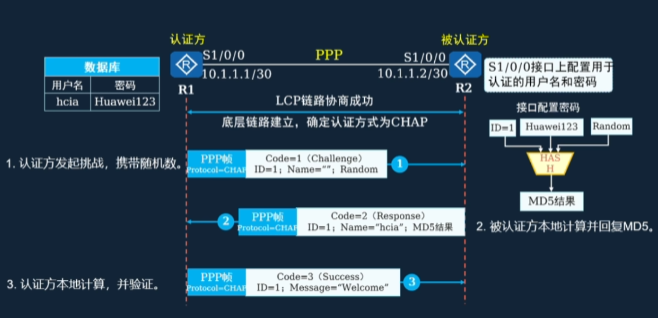 认证方
被认证方
S1/0/0
PPP
S1/0/0
10.1.1.1/30
10.1.1.2/30
R
R
R1
R2
数据库
用户名 密码
hcia Huawei123
S1/0/0接口上配置用于
认证的用户名和密码
LCP链路协商成功
底层链路建立，确定认证方式为CHAP
接口配置密码
ID=1 Huawei123 Random
HAS
H
MD5结果
1. 认证方发起挑战，携带随机数。
PPP帧
Protocol=CHAP
Code=1（Challenge）
ID=1；Name=""；Random
1
2
PPP帧
Protocol=CHAP
Code=2（Response）
ID=1；Name="hcia"；MD5结果
2. 被认证方本地计算并回复MD5。
3. 认证方本地计算，并验证。
PPP帧
Protocol=CHAP
Code=3（Success）
ID=1；Message="Welcome"
3